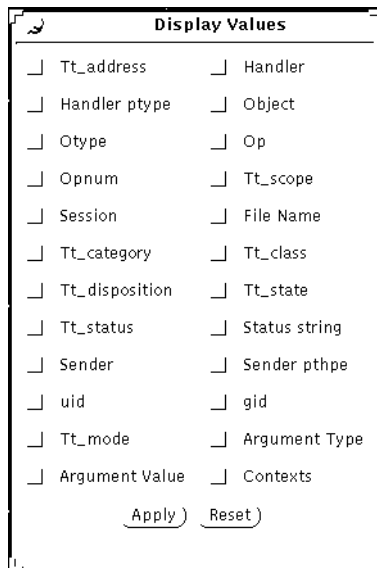 Display Values
Tt_address Handler
Handler ptype Object
Otype Op
Opnum Tt_scope
Session File Name
Tt_category Tt_class
Tt_disposition Tt_state
Tt_status Status string
Sender Sender pthpe
uid gid
Tt_mode Argument Type
Argument Value Contexts
Apply Reset